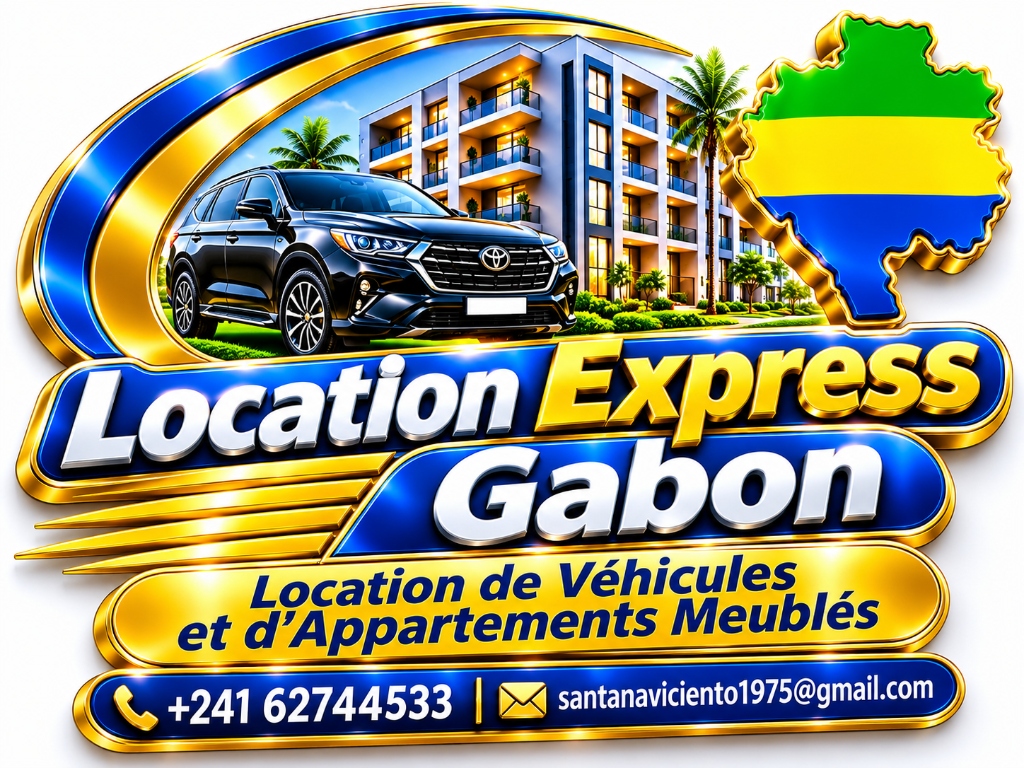 Location Express
Gabon
Location de Véhicules
et d'Appartements Meublés
+241 62744533
santanaviciento1975@gmail.com